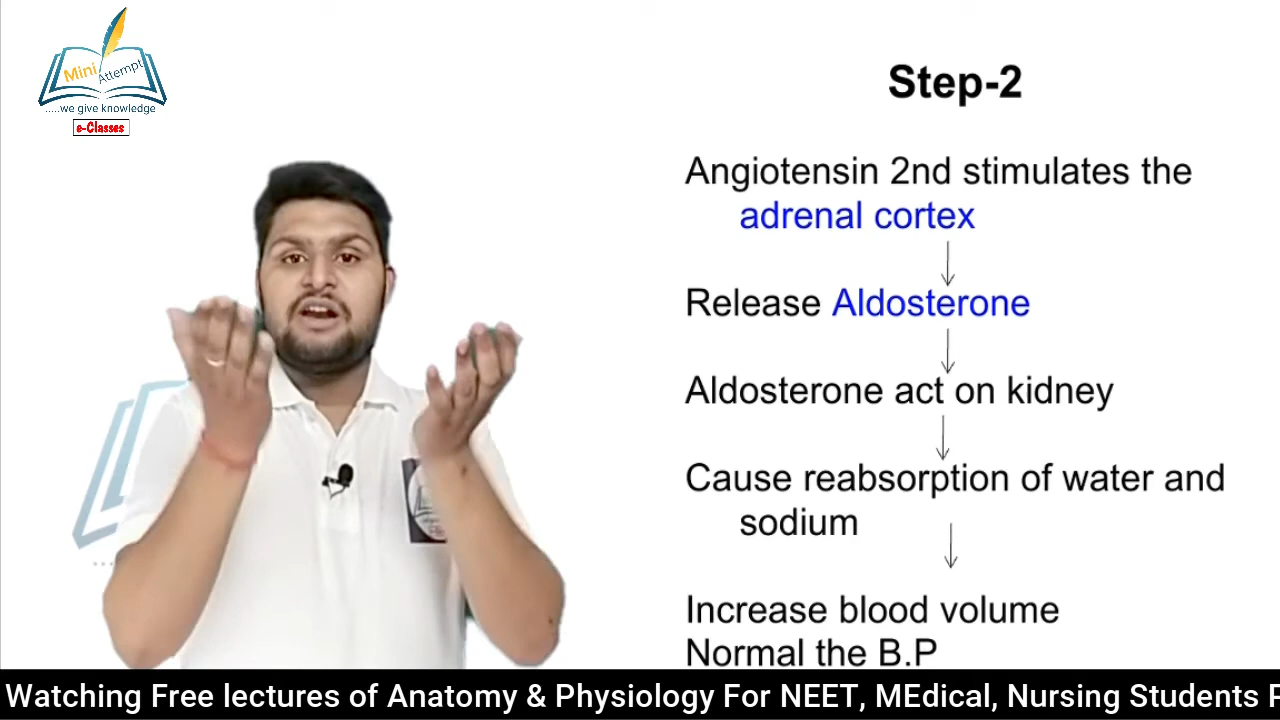 Mini Attempt
.....we give knowledge
e-Classes
Step-2
Angiotensin 2nd stimulates the
adrenal cortex
Release Aldosterone
Aldosterone act on kidney
Cause reabsorption of water and
sodium
Increase blood volume
Normal the B.P
Watching Free lectures of Anatomy & Physiology For NEET, MEdical, Nursing Students